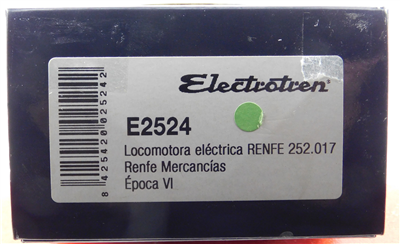 Electrotren
E2524
Locomotora eléctrica RENFE 252.017
Renfe Mercancías
Época VI
8 425420 025242